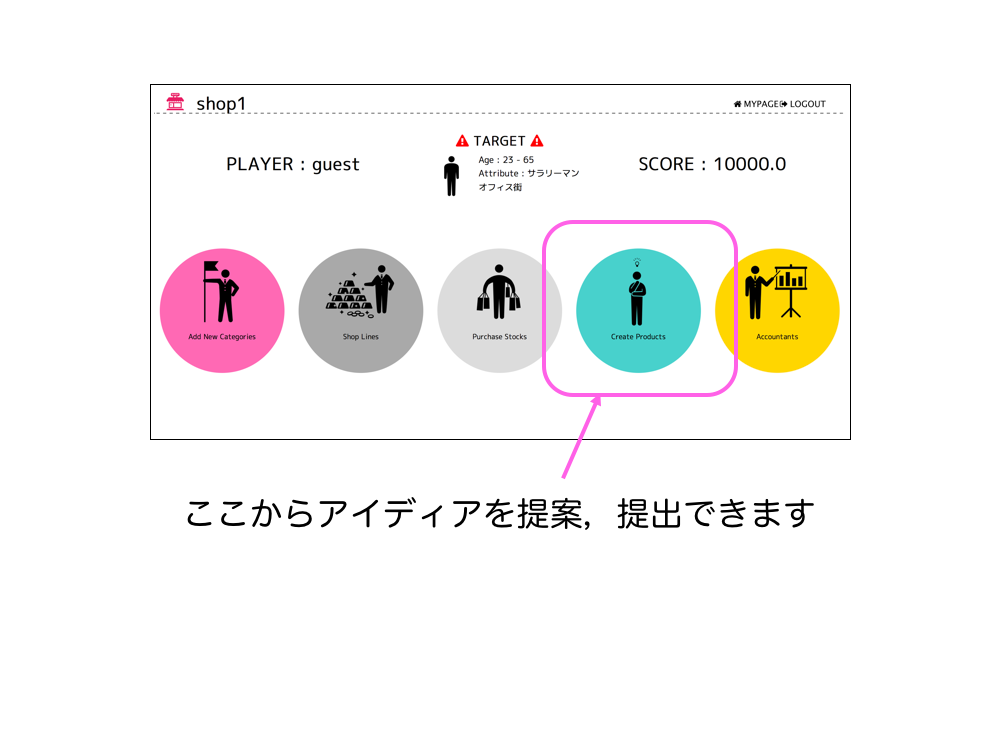 shop1
MYPAGE LOGOUT
TARGET
PLAYER : guest
Age : 23 - 65
Attribute : サラリーマン
オフィス街
SCORE : 10000.0
Add New Categories
Shop Lines
Purchase Stocks
Create Products
Accountants
ここからアイディアを提案，提出できます